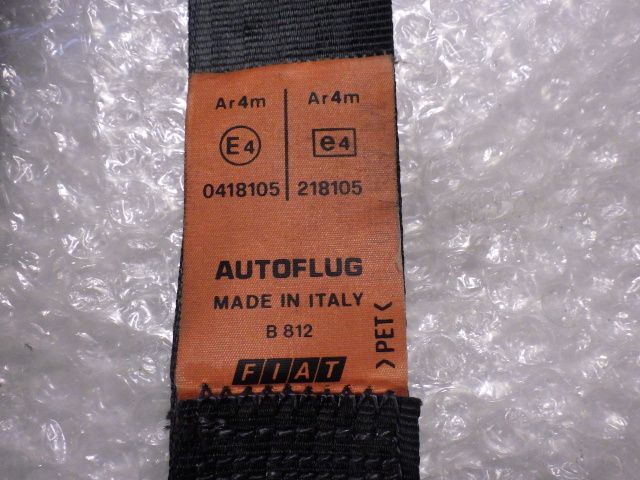 Ar4m Ar4m
E4 e4
0418105 218105
AUTOFLUG
MADE IN ITALY
B 812
FIAT
>PET<